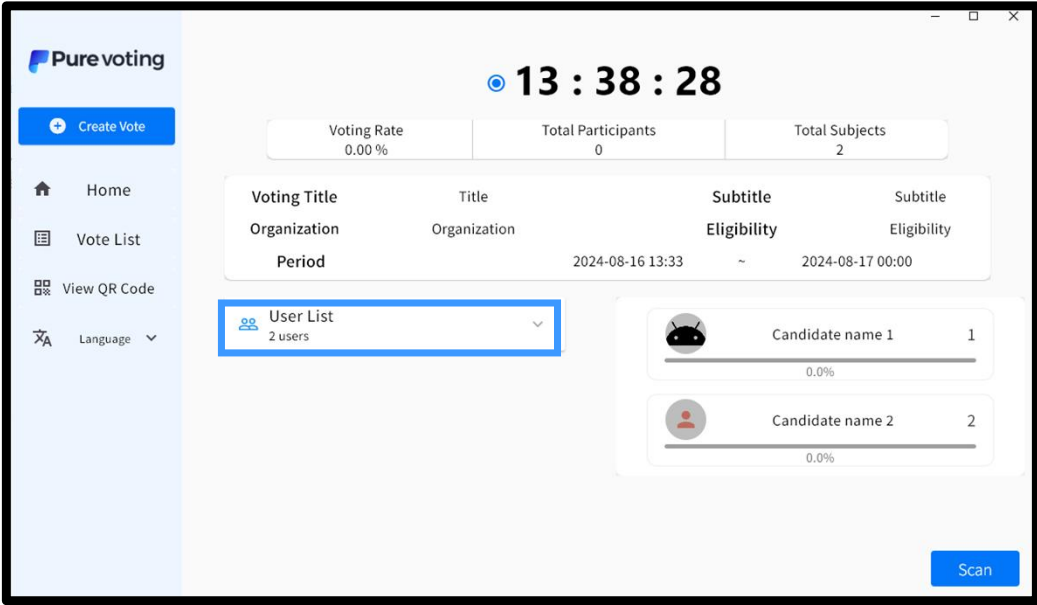 Pure voting
Create Vote
Home
Vote List
View QR Code
Language
13 : 38 : 28
Voting Rate Total Participants Total Subjects
0.00 % 0 2
Voting Title Title Subtitle Subtitle
Organization Organization Eligibility Eligibility
Period 2024-08-16 13:33 ~ 2024-08-17 00:00
User List
2 users
Candidate name 1 1
0.0%
Candidate name 2 2
0.0%
Scan